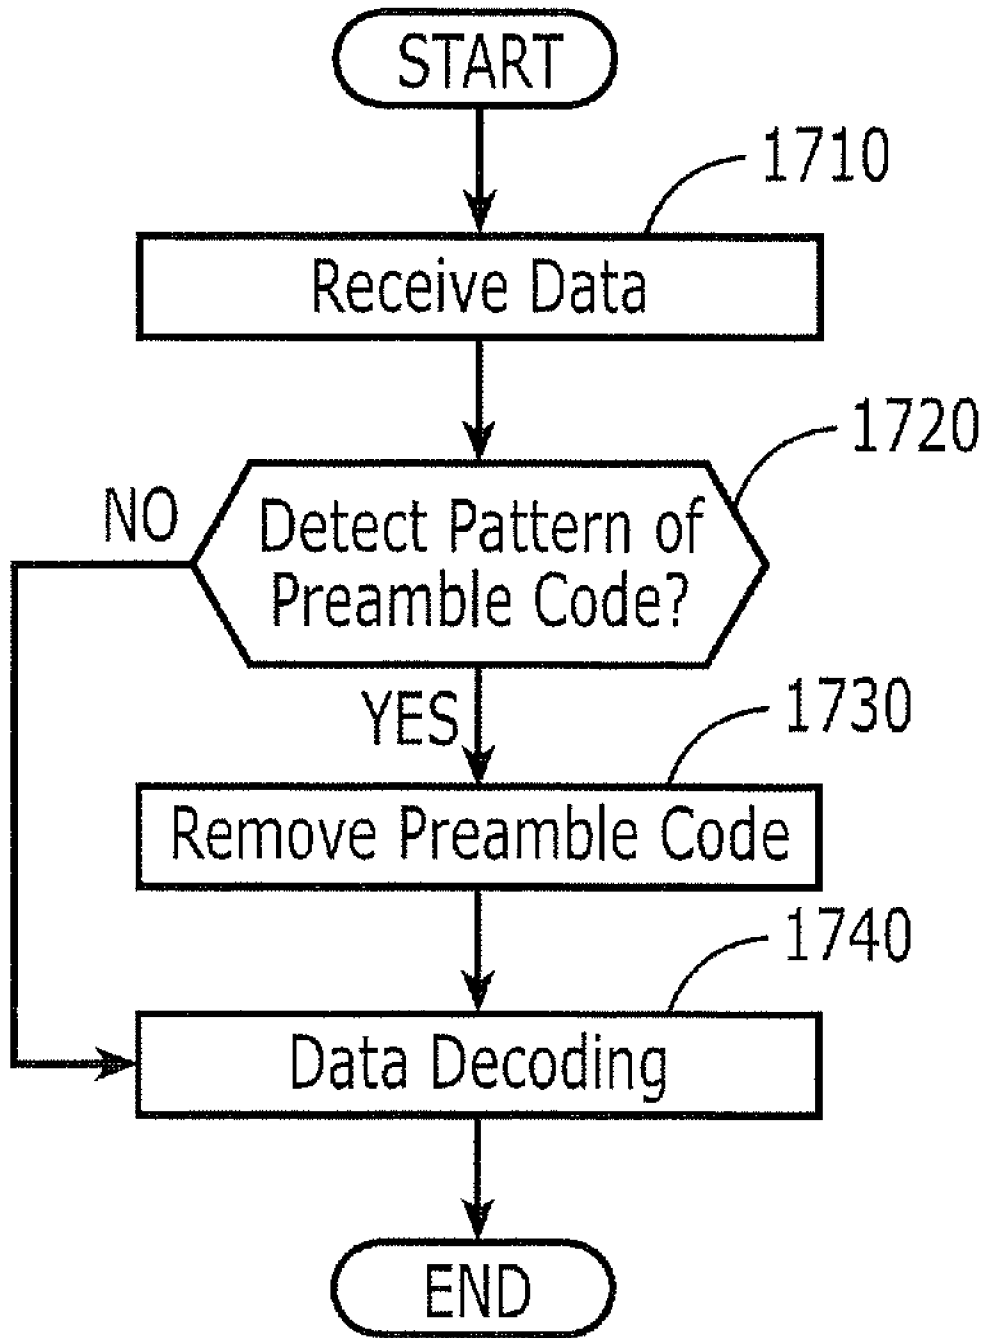 START
1710
Receive Data
1720
NO
Detect Pattern of
Preamble Code?
YES
1730
Remove Preamble Code
1740
Data Decoding
END